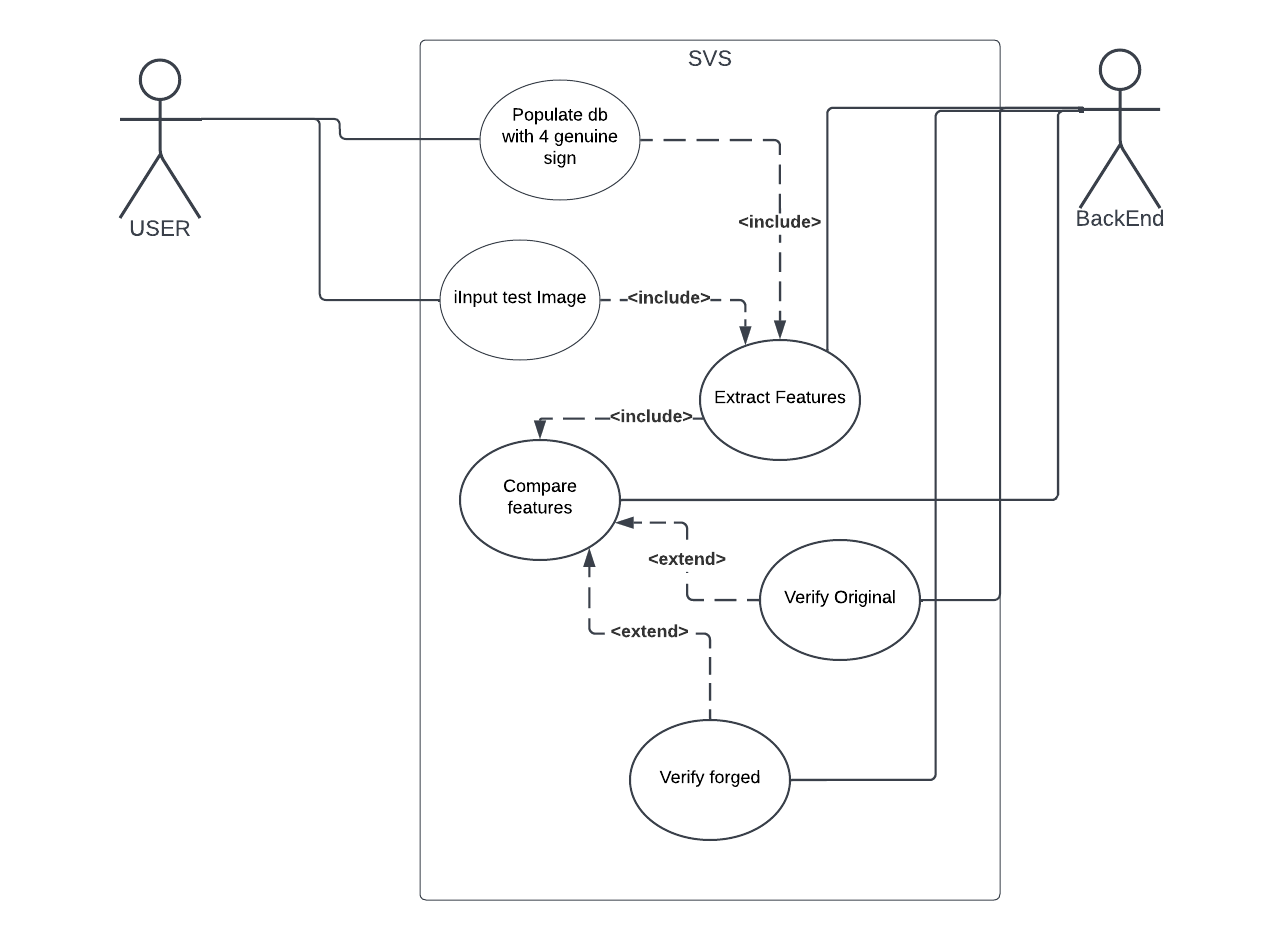 SVS
Populate db
with 4 genuine
sign
USER
BackEnd
<include>
iInput test Image
<include>
Extract Features
<include>
Compare
features
<extend>
Verify Original
<extend>
Verify forged